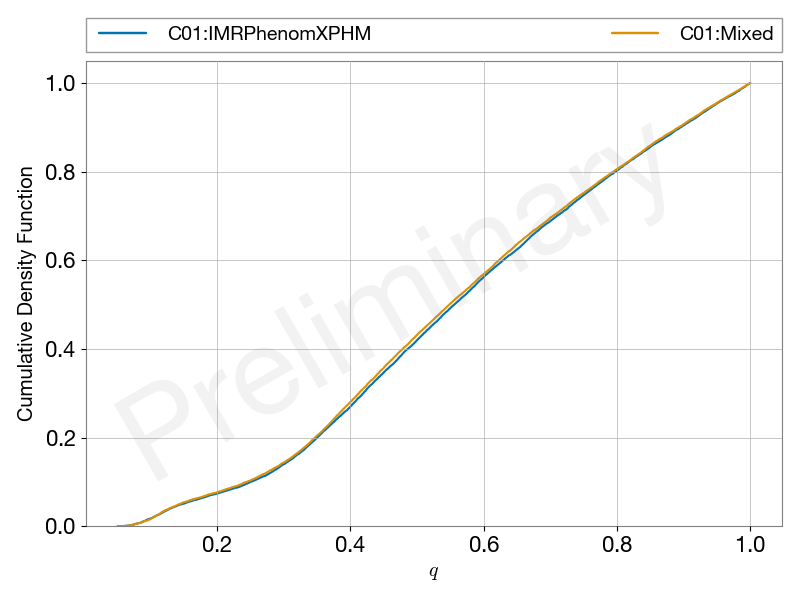 C01:IMRPhenomXPHM
C01:Mixed
Cumulative Density Function
1.0
0.8
0.6
0.4
0.2
0.0
Preliminary
0.2
0.4
0.6
0.8
1.0
q